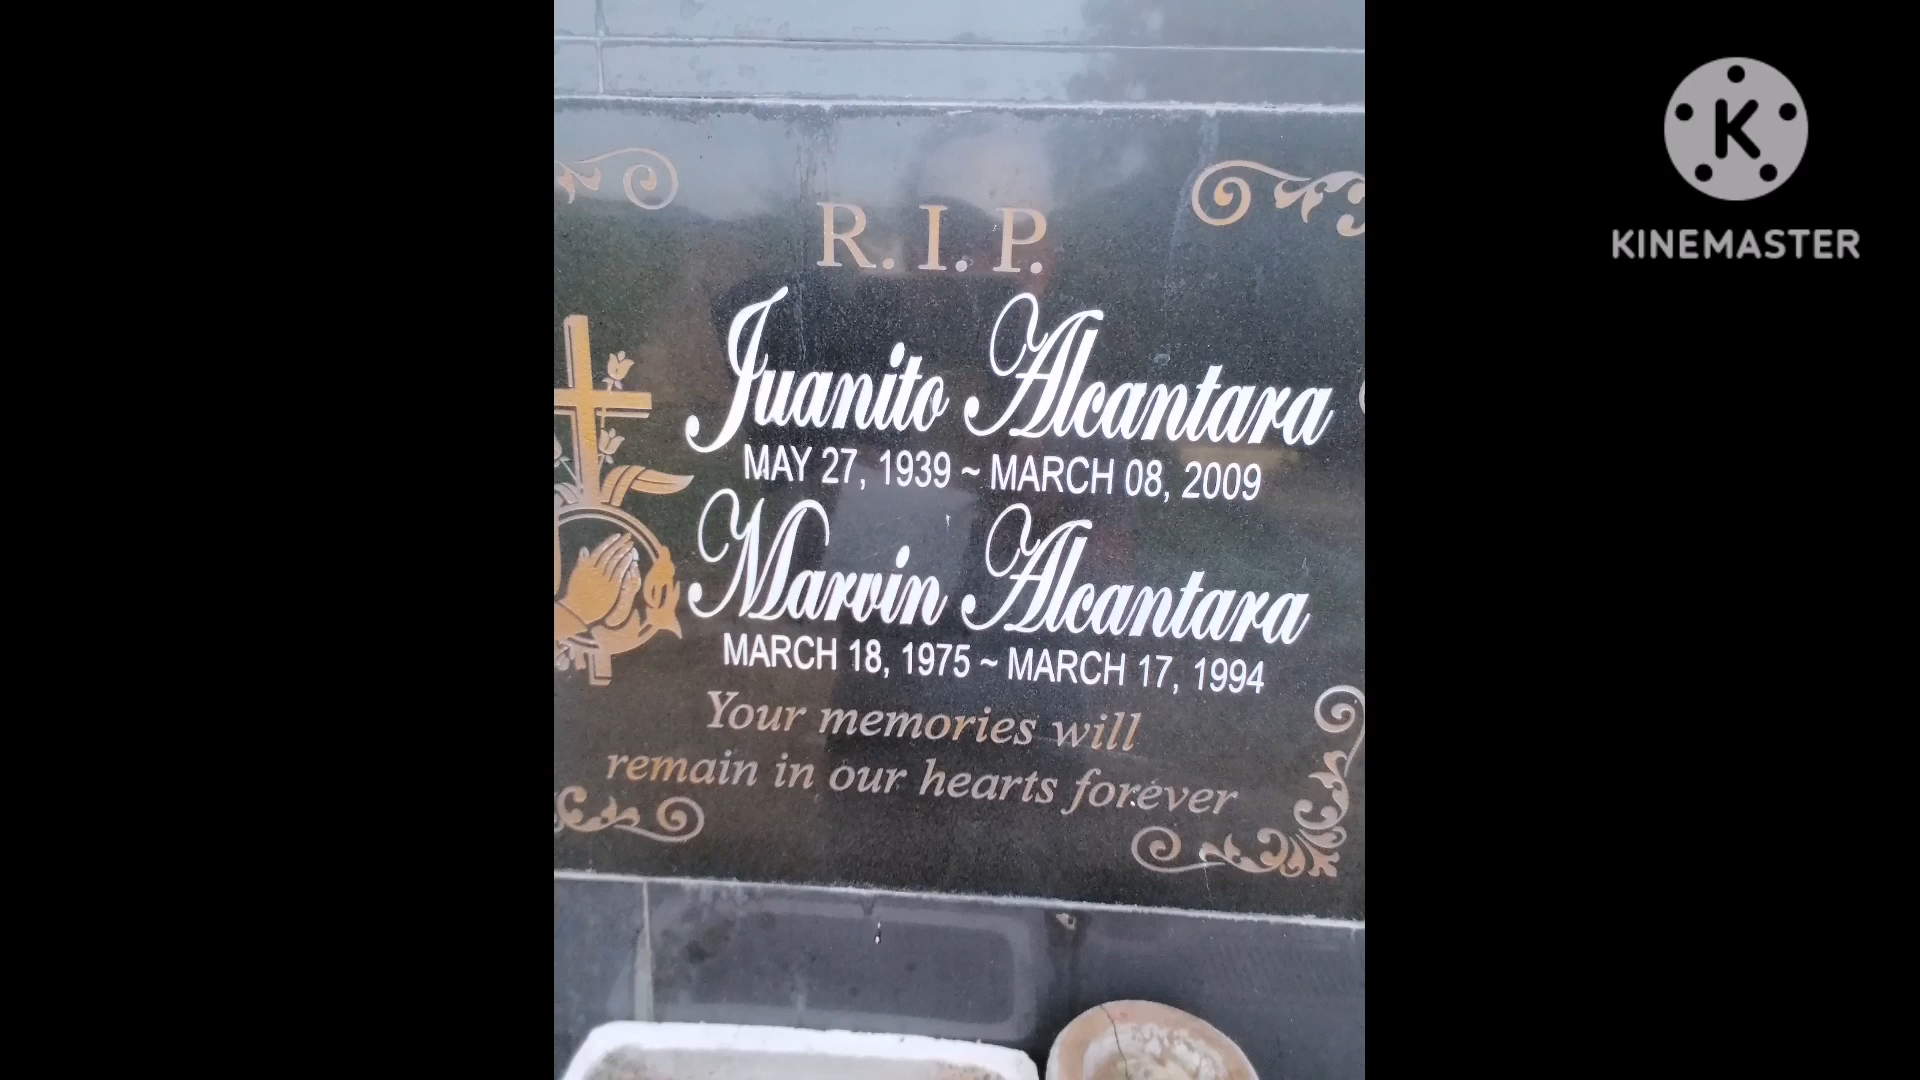 R.I.P.
Juanito Alcantara
MAY 27, 1939 ~ MARCH 08, 2009
Marvin Alcantara
MARCH 18, 1975 ~ MARCH 17, 1994
Your memories will
remain in our hearts forever
K
KINEMASTER